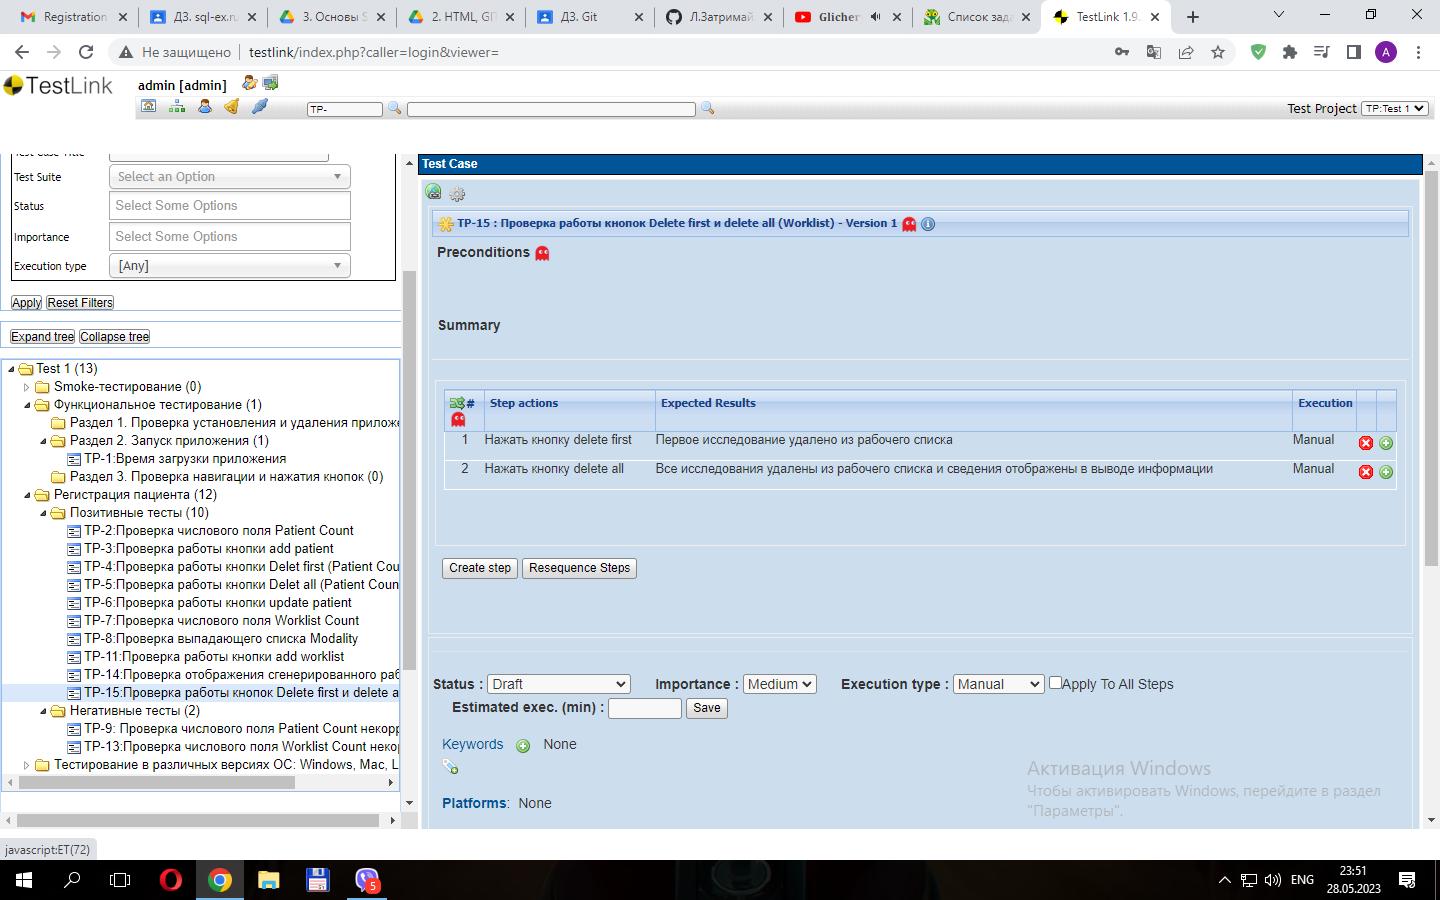 Registration
ДЗ. sql-ex.ru
3. Основы S
2. HTML, GI
ДЗ. Git
Л.Затримай
Glicher
Список зада
TestLink 1.9.
Не защищено
testlink/index.php?caller=login&viewer=
A
TestLink
admin [admin]
TP-
Test Project
TP:Test 1
Test Case Title
Test Suite
Select an Option
Status
Select Some Options
Importance
Select Some Options
Execution type
[Any]
Apply
Reset Filters
Expand tree
Collapse tree
Test 1 (13)
Smoke-тестирование (0)
Функциональное тестирование (1)
Раздел 1. Проверка установления и удаления прилож
Раздел 2. Запуск приложения (1)
TP-1:Время загрузки приложения
Раздел 3. Проверка навигации и нажатия кнопок (0)
Регистрация пациента (12)
Позитивные тесты (10)
TP-2:Проверка числового поля Patient Count
TP-3:Проверка работы кнопки add patient
TP-4:Проверка работы кнопки Delet first (Patient Cou
TP-5:Проверка работы кнопки Delet all (Patient Coun
TP-6:Проверка работы кнопки update patient
TP-7:Проверка числового поля Worklist Count
TP-8:Проверка выпадающего списка Modality
TP-11:Проверка работы кнопки add worklist
TP-14:Проверка отображения сгенерированного раб
TP-15:Проверка работы кнопок Delete first и delete a
Негативные тесты (2)
TP-9: Проверка числового поля Patient Count некорр
TP-13:Проверка числового поля Worklist Count некор
Тестирование в различных версиях ОС: Windows, Mac, L
Test Case
TP-15 : Проверка работы кнопок Delete first и delete all (Worklist) - Version 1
Preconditions
Summary
#
Step actions
Expected Results
Execution
1
Нажать кнопку delete first
Первое исследование удалено из рабочего списка
Manual
2
Нажать кнопку delete all
Все исследования удалены из рабочего списка и сведения отображены в выводе информации
Manual
Create step
Resequence Steps
Status :
Draft
Importance :
Medium
Execution type :
Manual
Apply To All Steps
Estimated exec. (min) :
Save
Keywords
None
Platforms:
None
Активация Windows
Чтобы активировать Windows, перейдите в раздел
"Параметры".
javascript:ET(72)
5
ENG
23:51
28.05.2023